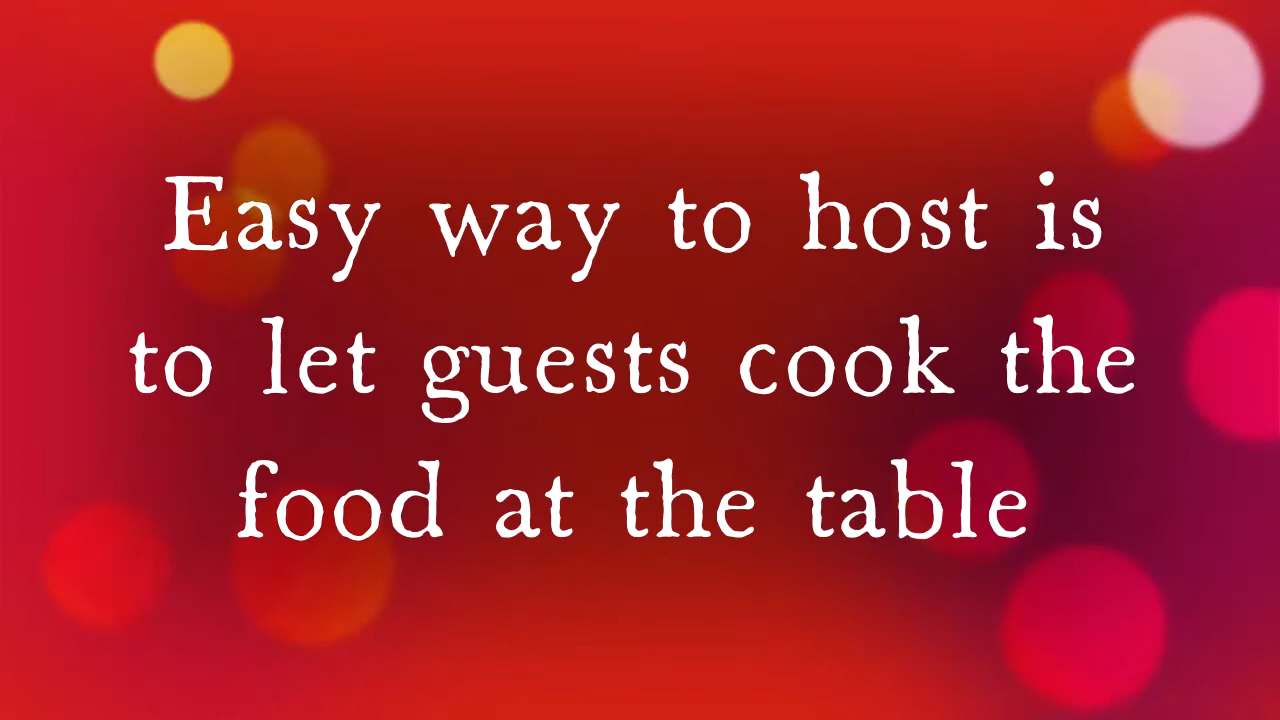 Easy way to host is
to let guests cook the
food at the table